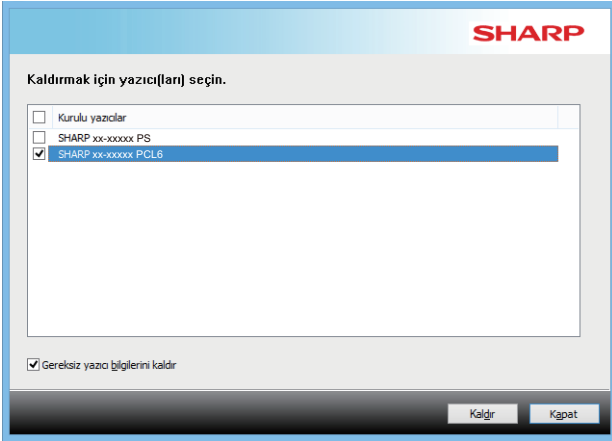 SHARP
Kaldırmak için yazıcı(ları) seçin.
Kurulu yazıcılar
SHARP xx-xxxxx PS
SHARP xx-xxxxx PCL6
Gereksiz yazıcı bilgilerini kaldır
Kaldır Kapat